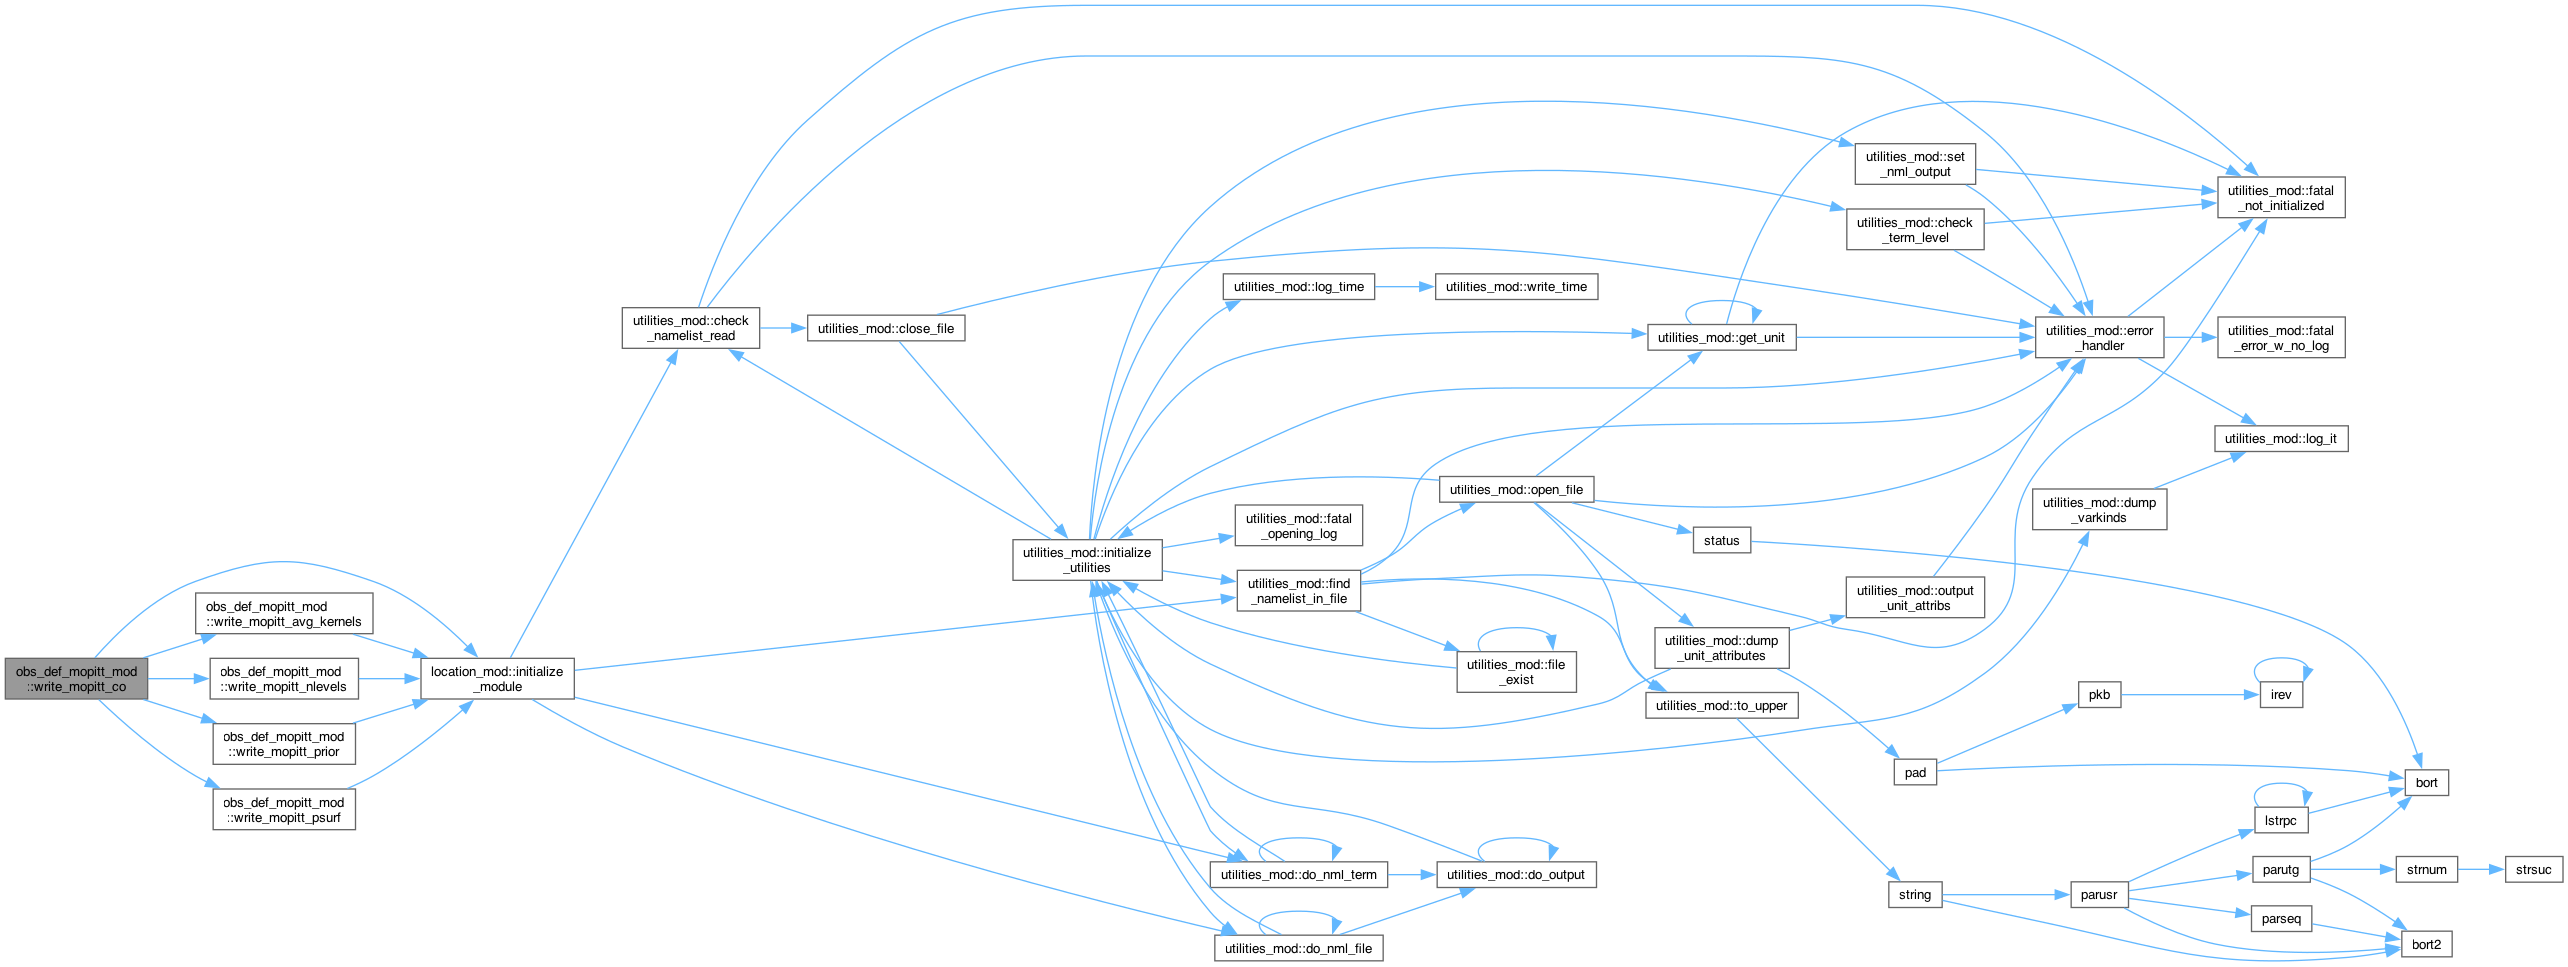 obs_def_mopitt_mod
::write_mopitt_co
obs_def_mopitt_mod
::write_mopitt_avg_kernels
obs_def_mopitt_mod
::write_mopitt_nlevels
obs_def_mopitt_mod
::write_mopitt_prior
obs_def_mopitt_mod
::write_mopitt_psurf
location_mod::initialize
_module
utilities_mod::check
_namelist_read
utilities_mod::close_file
utilities_mod::initialize
_utilities
utilities_mod::log_time
utilities_mod::write_time
utilities_mod::fatal
_opening_log
utilities_mod::find
_namelist_in_file
utilities_mod::do_nml_term
utilities_mod::do_nml_file
utilities_mod::open_file
utilities_mod::file
_exist
utilities_mod::do_output
utilities_mod::get_unit
status
utilities_mod::dump
_unit_attributes
utilities_mod::to_upper
utilities_mod::set
_nml_output
utilities_mod::check
_term_level
utilities_mod::output
_unit_attribs
pad
string
utilities_mod::error
_handler
utilities_mod::dump
_varkinds
pkb
parusr
utilities_mod::fatal
_not_initialized
utilities_mod::fatal
_error_w_no_log
utilities_mod::log_it
irev
lstrpc
parutg
parseq
bort
strnum
bort2
strsuc